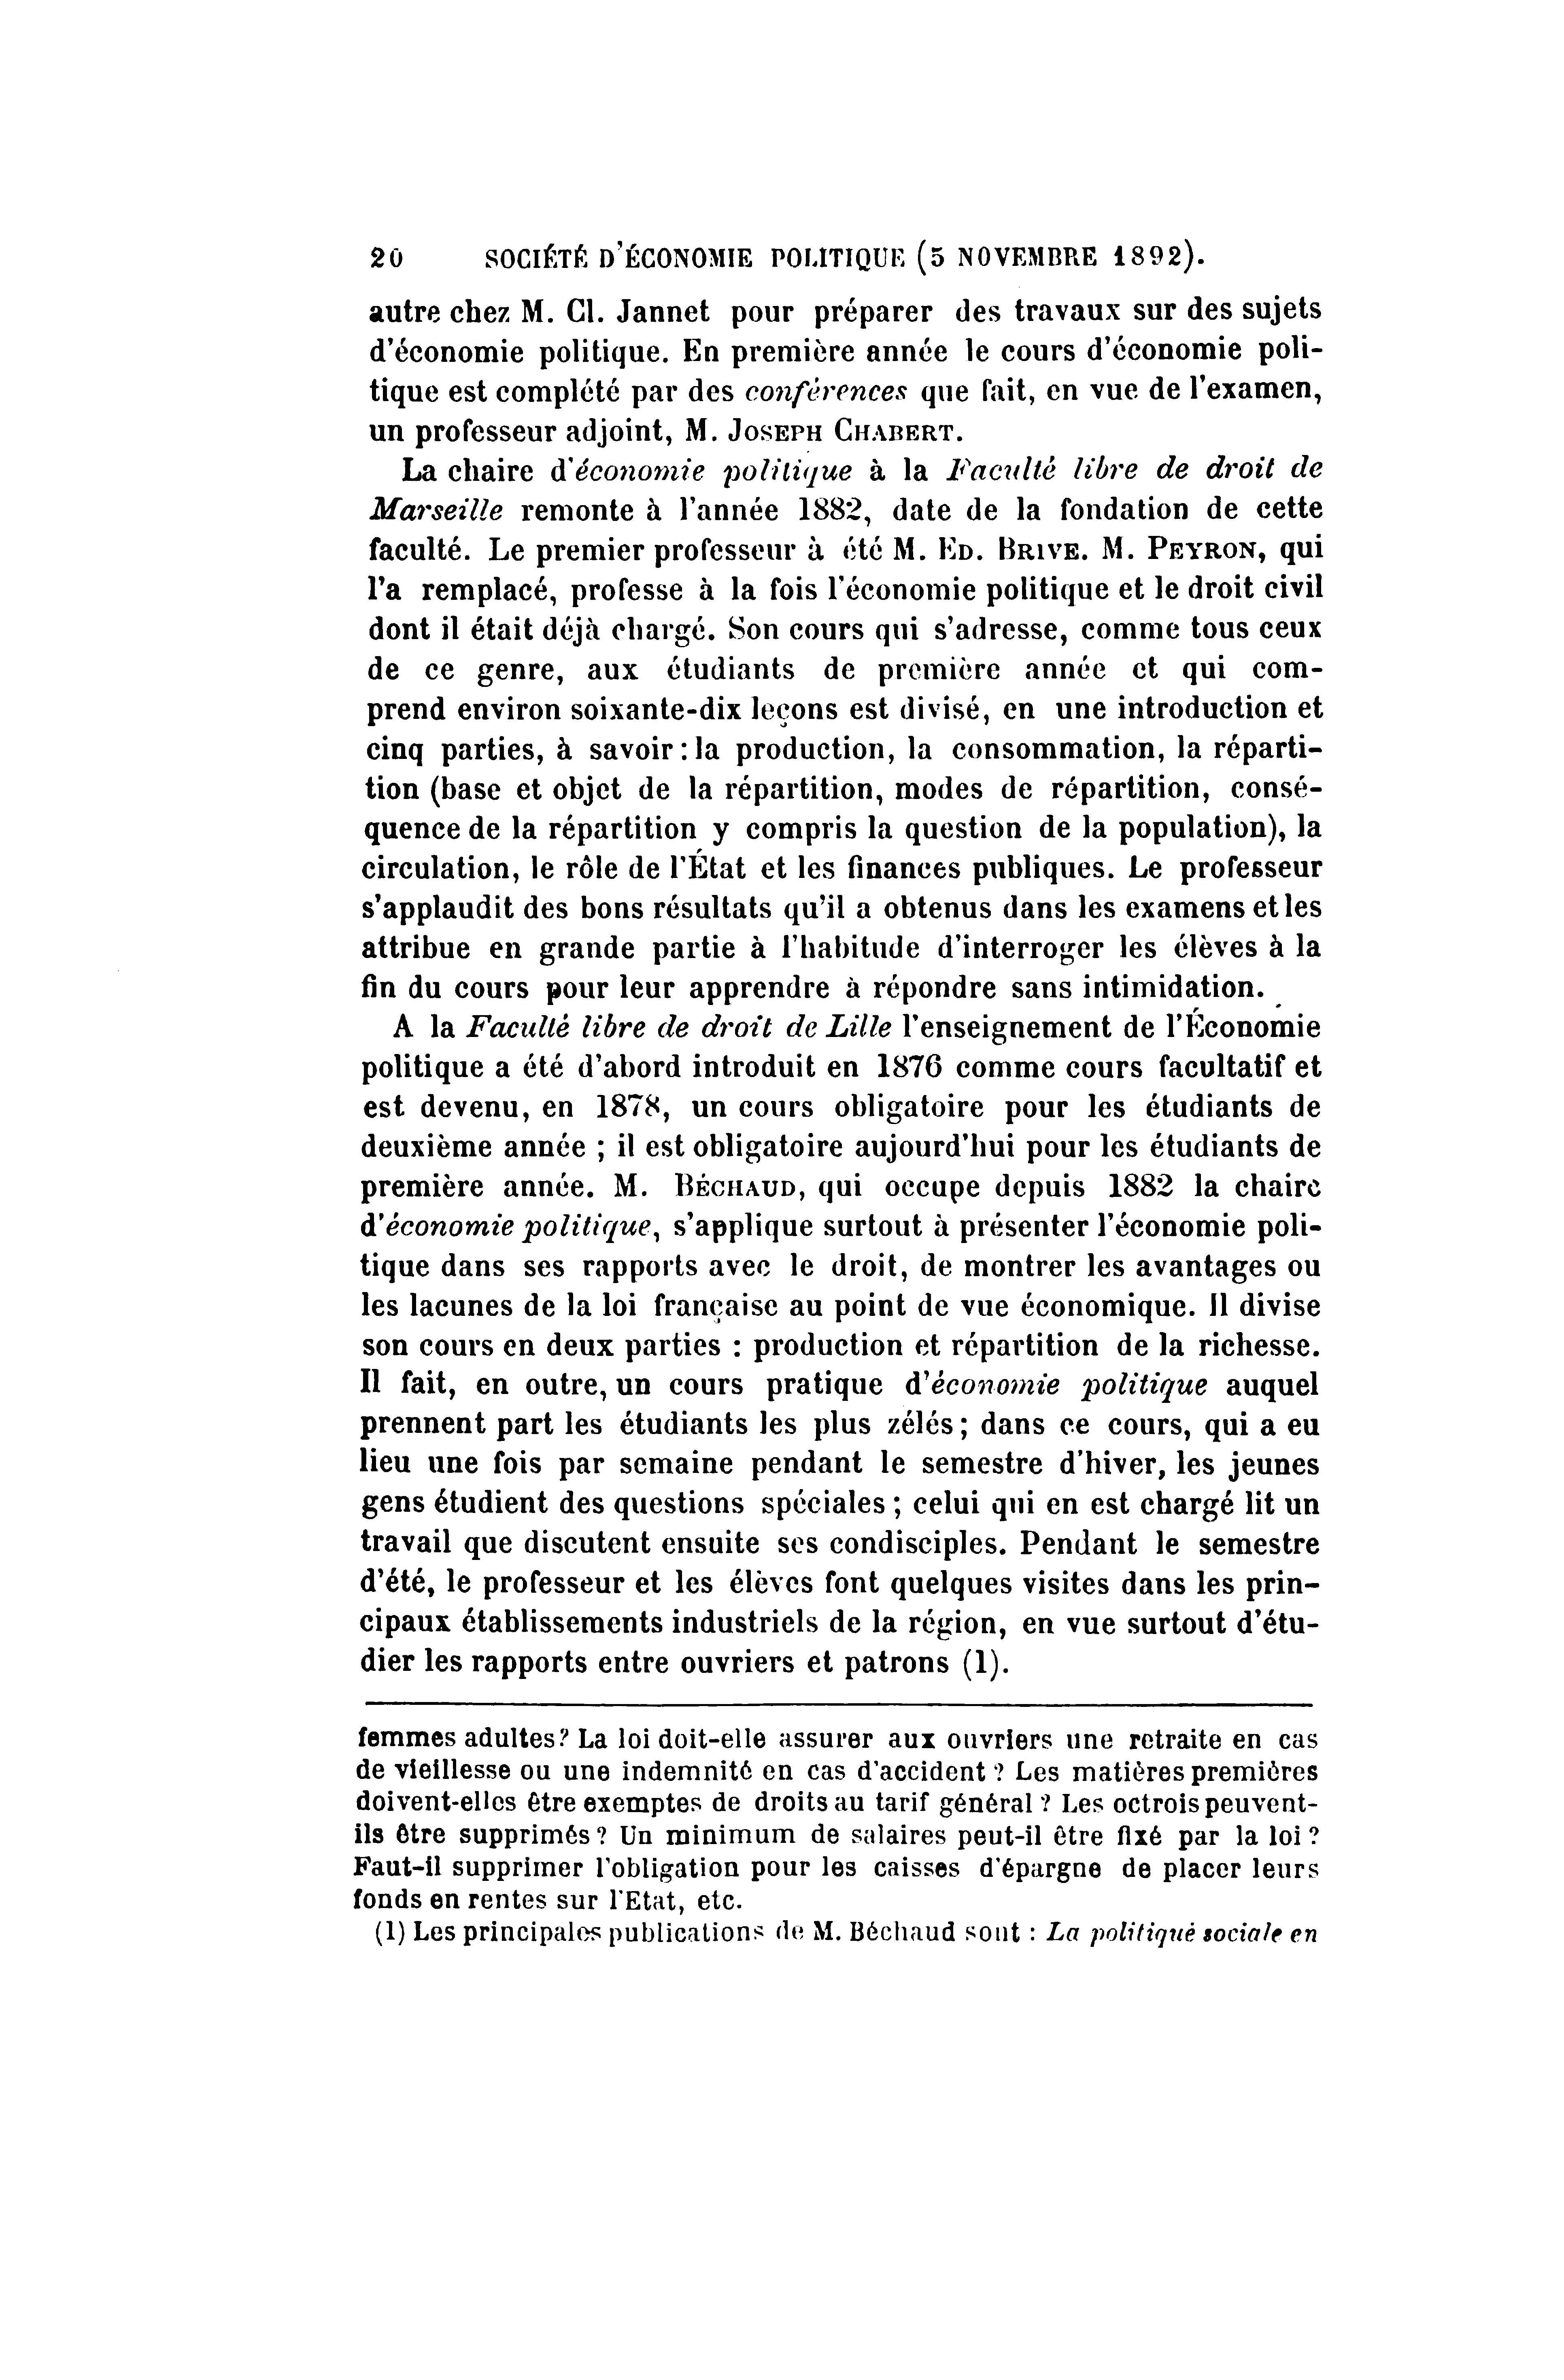 20 SOCIÉTÉ D'ÉCONOMIE POLITIQUE (5 NOVEMBRE 1892).
autre chez M. Cl. Jannet pour préparer des travaux sur des sujets
d'économie politique. En première année le cours d'économie poli-
tique est complété par des conférences que fait, en vue de l'examen,
un professeur adjoint, M. JOSEPH CHABERT.
La chaire d'économie politique à la Faculté libre de droit de
Marseille remonte à l'année 1882, date de la fondation de cette
faculté. Le premier professeur à été M. ED. BRIVE. M. PEYRON, qui
l'a remplacé, professe à la fois l'économie politique et le droit civil
dont il était déjà chargé. Son cours qui s'adresse, comme tous ceux
de ce genre, aux étudiants de première année et qui com-
prend environ soixante-dix leçons est divisé, en une introduction et
cinq parties, à savoir : la production, la consommation, la réparti-
tion (base et objet de la répartition, modes de répartition, consé-
quence de la répartition y compris la question de la population), la
circulation, le rôle de l'État et les finances publiques. Le professeur
s'applaudit des bons résultats qu'il a obtenus dans les examens et les
attribue en grande partie à l'habitude d'interroger les élèves à la
fin du cours pour leur apprendre à répondre sans intimidation.
A la Faculté libre de droit de Lille l'enseignement de l'Économie
politique a été d'abord introduit en 1876 comme cours facultatif et
est devenu, en 1878, un cours obligatoire pour les étudiants de
deuxième année ; il est obligatoire aujourd'hui pour les étudiants de
première année. M. BÉCHAUD, qui occupe depuis 1882 la chaire
d'économie politique, s'applique surtout à présenter l'économie poli-
tique dans ses rapports avec le droit, de montrer les avantages ou
les lacunes de la loi française au point de vue économique. Il divise
son cours en deux parties : production et répartition de la richesse.
Il fait, en outre, un cours pratique d'économie politique auquel
prennent part les étudiants les plus zélés ; dans ce cours, qui a eu
lieu une fois par semaine pendant le semestre d'hiver, les jeunes
gens étudient des questions spéciales ; celui qui en est chargé lit un
travail que discutent ensuite ses condisciples. Pendant le semestre
d'été, le professeur et les élèves font quelques visites dans les prin-
cipaux établissements industriels de la région, en vue surtout d'étu-
dier les rapports entre ouvriers et patrons (1).
femmes adultes ? La loi doit-elle assurer aux ouvriers une retraite en cas
de vieillesse ou une indemnité en cas d'accident ? Les matières premières
doivent-elles être exemptes de droits au tarif général ? Les octrois peuvent-
ils être supprimés ? Un minimum de salaires peut-il être fixé par la loi ?
Faut-il supprimer l'obligation pour les caisses d'épargne de placer leurs
fonds en rentes sur l'Etat, etc.
(1) Les principales publications de M. Béchaud sont : La politique sociale en